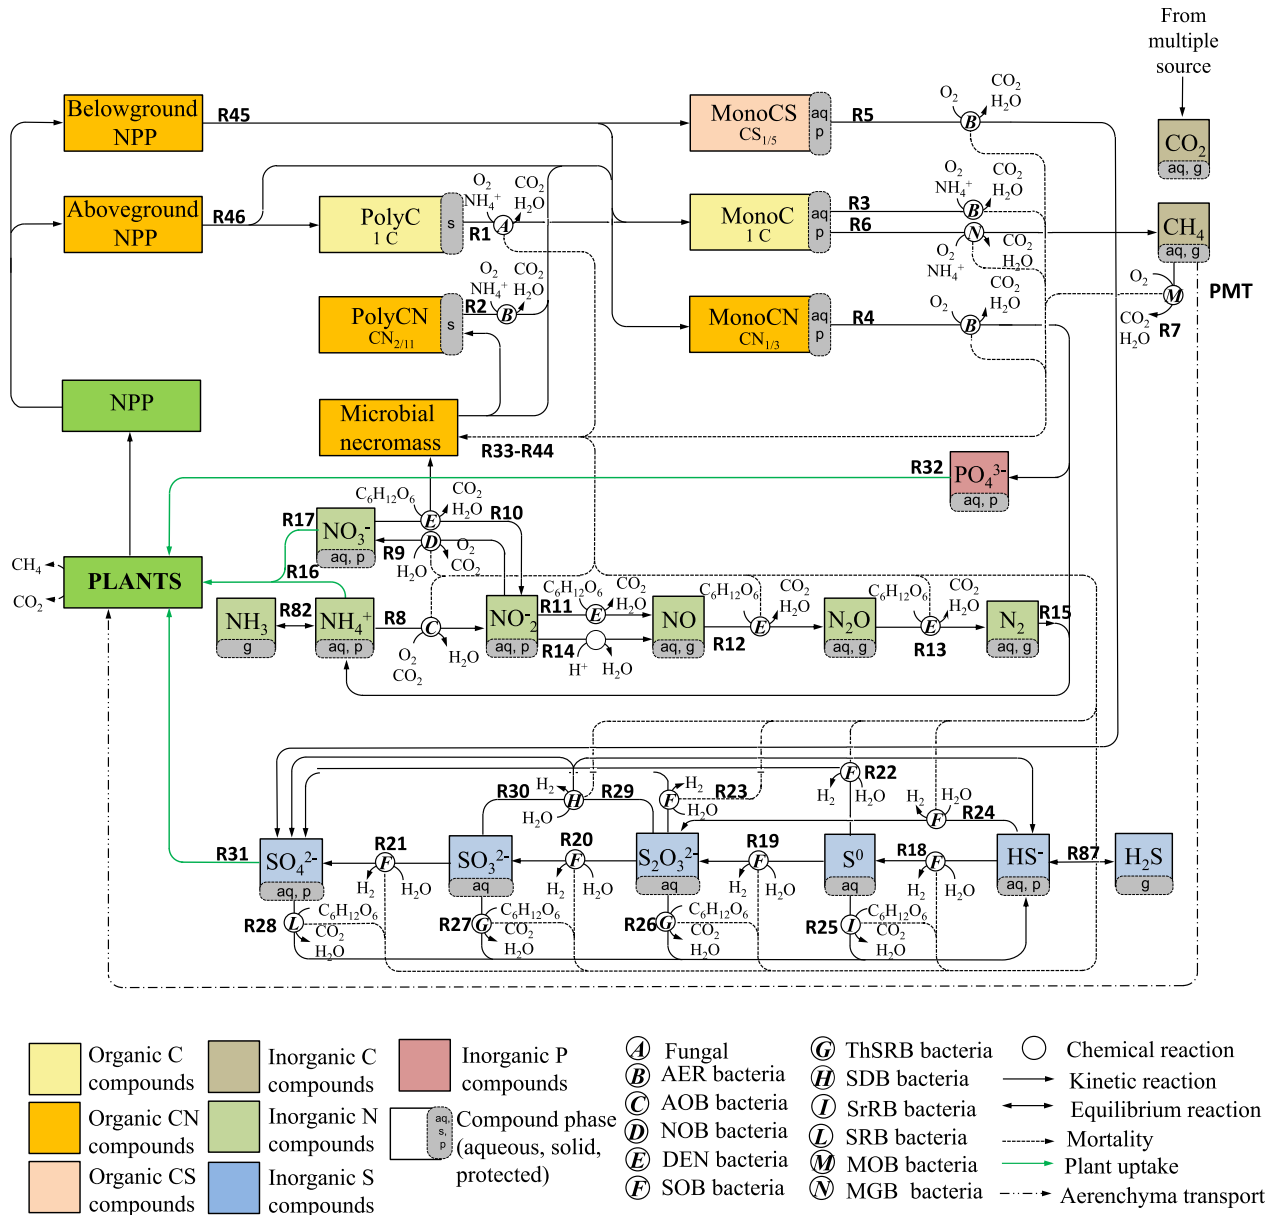 From
multiple
source
Belowground
NPP
R45
MonoCS
CS1/5
aq
p
R5
O2
B
CO2
H2O
CO2
aq, g
Aboveground
NPP
R46
PolyC
1 C
s
R1
O2
NH4+
A
CO2
H2O
MonoC
1 C
aq
p
R3
R6
O2
NH4+
B
CO2
H2O
N
O2
NH4+
CO2
H2O
CH4
aq, g
O2
M
PMT
R7
CO2
H2O
PolyCN
CN2/11
s
R2
O2
NH4+
B
CO2
H2O
MonoCN
CN1/3
aq
p
R4
O2
B
CO2
H2O
NPP
Microbial
necromass
R33-R44
R32
PO4 3-
aq, p
C6H12O6
CO2
H2O
E
R10
R17
NO3-
aq, p
R9
D
O2
H2O
CO2
CH4
CO2
PLANTS
R16
NH3
g
R82
NH4+
aq, p
R8
C
O2
CO2
H2O
NO-2
aq, p
R11
C6H12O6
E
CO2
H2O
R14
H+
H2O
NO
aq, g
R12
C6H12O6
E
CO2
H2O
N2O
aq, g
R13
C6H12O6
E
CO2
H2O
N2
aq, g
R15
R30
H2
H
H2O
R29
F
H2
H2O
R23
F
R22
H2
H2O
H2
H2O
F
R24
R31
SO4 2-
aq, p
R21
F
H2
H2O
SO3 2-
aq
R20
F
H2
H2O
S2O3 2-
aq
R19
F
H2
H2O
S0
aq
R18
F
H2
H2O
HS-
aq, p
R87
H2S
g
R28
L
C6H12O6
CO2
H2O
R27
G
C6H12O6
CO2
H2O
R26
G
C6H12O6
CO2
H2O
R25
I
C6H12O6
CO2
H2O
Organic C
compounds
Inorganic C
compounds
Inorganic P
compounds
Organic CN
compounds
Inorganic N
compounds
aq,
s,
p
Compound phase
(aqueous, solid,
protected)
Organic CS
compounds
Inorganic S
compounds
A Fungal
B AER bacteria
C AOB bacteria
D NOB bacteria
E DEN bacteria
F SOB bacteria
G ThSRB bacteria
H SDB bacteria
I SrRB bacteria
L SRB bacteria
M MOB bacteria
N MGB bacteria
Chemical reaction
Kinetic reaction
Equilibrium reaction
Mortality
Plant uptake
Aerenchyma transport